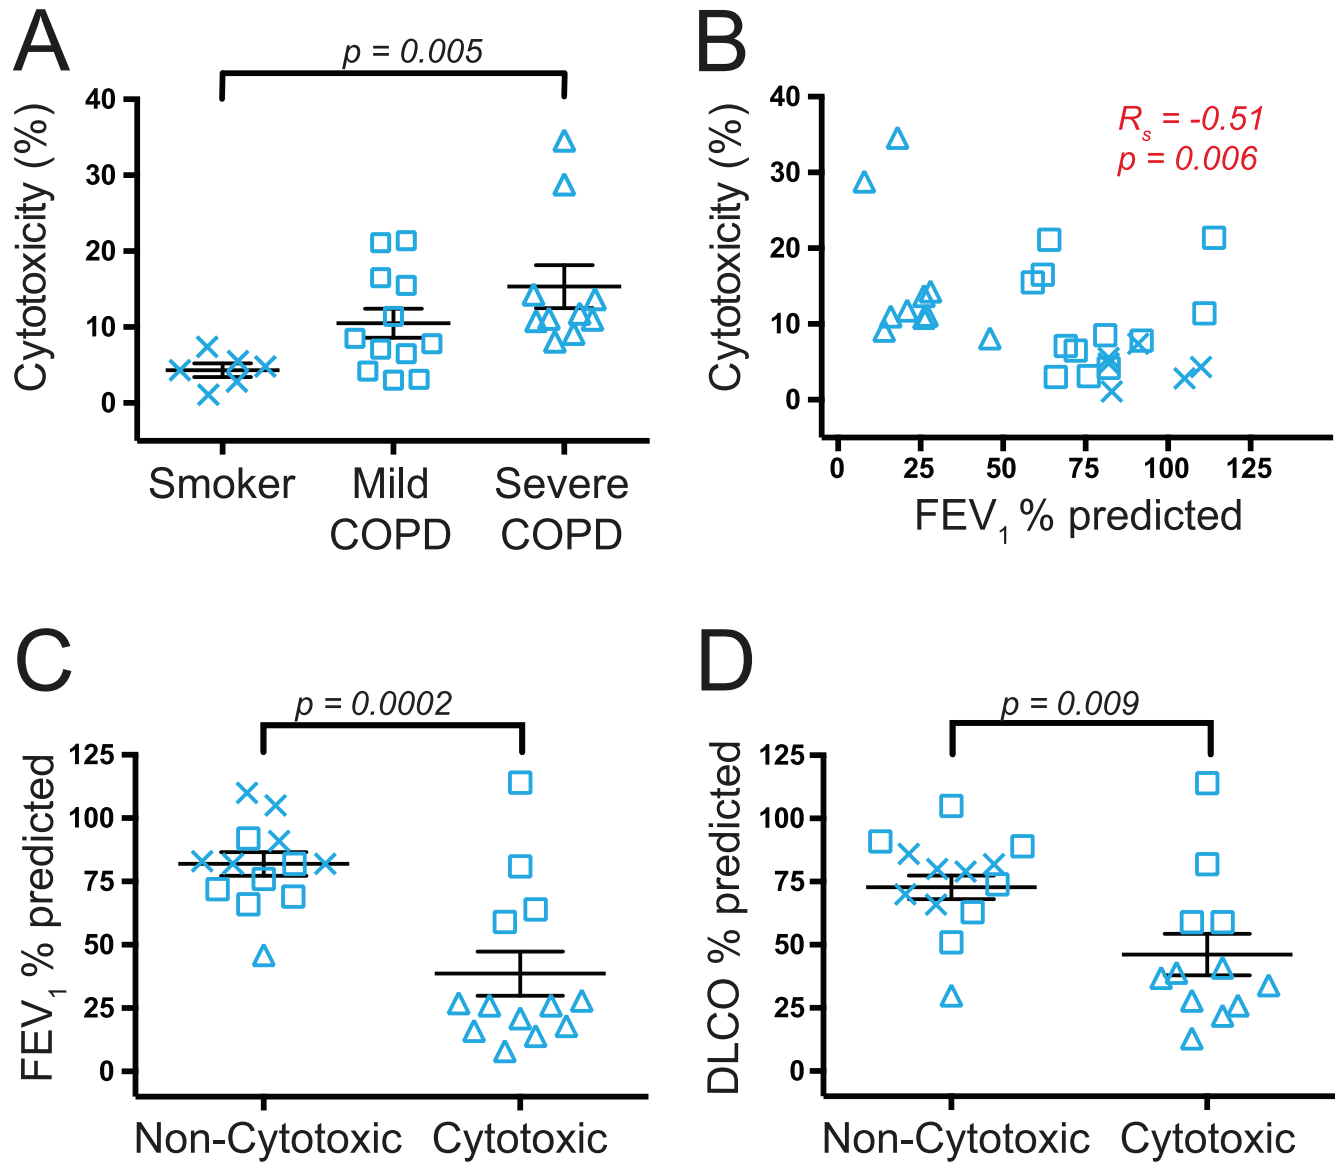 A
p = 0.005
Cytotoxicity (%)
40
30
20
10
0
Smoker
Mild
COPD
Severe
COPD
B
R_s = -0.51
p = 0.006
Cytotoxicity (%)
40
30
20
10
0
0 25 50 75 100 125
FEV₁ % predicted
C
p = 0.0002
FEV₁ % predicted
125
100
75
50
25
0
Non-Cytotoxic Cytotoxic
D
p = 0.009
DLCO % predicted
125
100
75
50
25
0
Non-Cytotoxic Cytotoxic